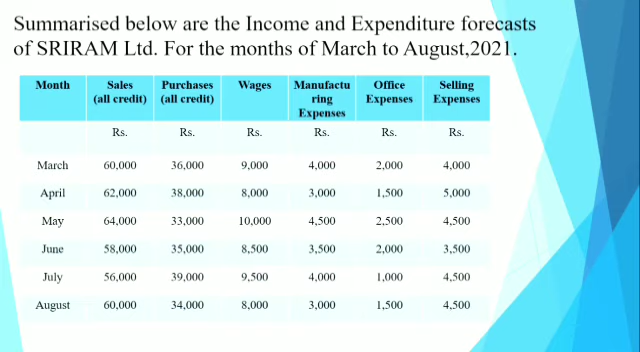 Summarised below are the Income and Expenditure forecasts
of SRIRAM Ltd. For the months of March to August,2021.
Month Sales (all credit) Purchases (all credit) Wages Manufactu ring Expenses Office Expenses Selling Expenses
Rs. Rs. Rs. Rs. Rs. Rs.
March 60,000 36,000 9,000 4,000 2,000 4,000
April 62,000 38,000 8,000 3,000 1,500 5,000
May 64,000 33,000 10,000 4,500 2,500 4,500
June 58,000 35,000 8,500 3,500 2,000 3,500
July 56,000 39,000 9,500 4,000 1,000 4,500
August 60,000 34,000 8,000 3,000 1,500 4,500